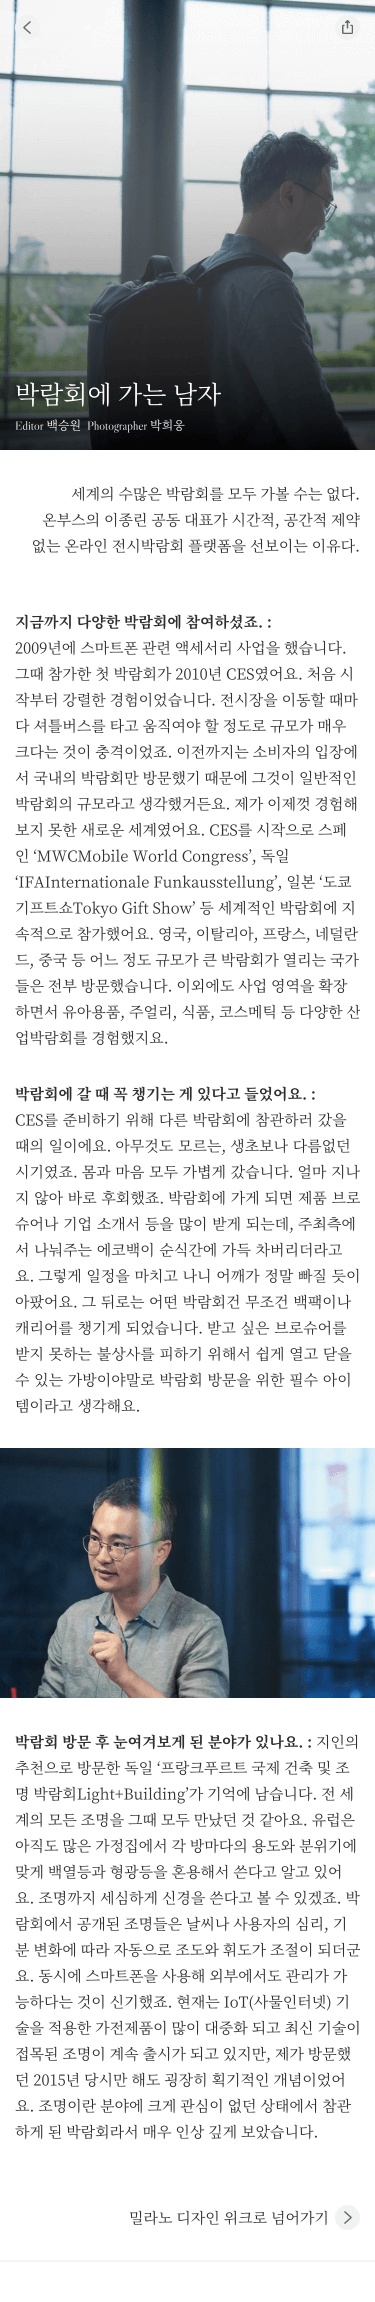 박람회에 가는 남자
Editor 백승원 Photographer 박희웅
세계의 수많은 박람회를 모두 가볼 수는 없다.
온부스의 이종린 공동 대표가 시간적, 공간적 제약
없는 온라인 전시박람회 플랫폼을 선보이는 이유다.
지금까지 다양한 박람회에 참여하셨죠. :
2009년에 스마트폰 관련 액세서리 사업을 했습니다.
그때 참가한 첫 박람회가 2010년 CES였어요. 처음 시
작부터 강렬한 경험이었습니다. 전시장을 이동할 때마
다 셔틀버스를 타고 움직여야 할 정도로 규모가 매우
크다는 것이 충격이었죠. 이전까지는 소비자의 입장에
서 국내의 박람회만 방문했기 때문에 그것이 일반적인
박람회의 규모라고 생각했거든요. 제가 이제껏 경험해
보지 못한 새로운 세계였어요. CES를 시작으로 스페
인 ‘MWCMobile World Congress’, 독일
‘IFAInternationale Funkausstellung’, 일본 ‘도쿄
기프트쇼Tokyo Gift Show’ 등 세계적인 박람회에 지
속적으로 참가했어요. 영국, 이탈리아, 프랑스, 네덜란
드, 중국 등 어느 정도 규모가 큰 박람회가 열리는 국가
들은 전부 방문했습니다. 이외에도 사업 영역을 확장
하면서 유아용품, 주얼리, 식품, 코스메틱 등 다양한 산
업박람회를 경험했지요.
박람회에 갈 때 꼭 챙기는 게 있다고 들었어요. :
CES를 준비하기 위해 다른 박람회에 참관하러 갔을
때의 일이에요. 아무것도 모르는, 생초보나 다름없던
시기였죠. 몸과 마음 모두 가볍게 갔습니다. 얼마 지나
지 않아 바로 후회했죠. 박람회에 가게 되면 제품 브로
슈어나 기업 소개서 등을 많이 받게 되는데, 주최측에
서 나눠주는 에코백이 순식간에 가득 차버리더라고
요. 그렇게 일정을 마치고 나니 어깨가 정말 빠질 듯이
아팠어요. 그 뒤로는 어떤 박람회건 무조건 백팩이나
캐리어를 챙기게 되었습니다. 받고 싶은 브로슈어를
받지 못하는 불상사를 피하기 위해서 쉽게 열고 닫을
수 있는 가방이야말로 박람회 방문을 위한 필수 아이
템이라고 생각해요.
박람회 방문 후 눈여겨보게 된 분야가 있나요. : 지인의
추천으로 방문한 독일 ‘프랑크푸르트 국제 건축 및 조
명 박람회Light+Building’가 기억에 남습니다. 전 세
계의 모든 조명을 그때 모두 만났던 것 같아요. 유럽은
아직도 많은 가정집에서 각 방마다의 용도와 분위기에
맞게 백열등과 형광등을 혼용해서 쓴다고 알고 있어
요. 조명까지 세심하게 신경을 쓴다고 볼 수 있겠죠. 박
람회에서 공개된 조명들은 날씨나 사용자의 심리, 기
분 변화에 따라 자동으로 조도와 휘도가 조절이 되더군
요. 동시에 스마트폰을 사용해 외부에서도 관리가 가
능하다는 것이 신기했죠. 현재는 IoT(사물인터넷) 기
술을 적용한 가전제품이 많이 대중화 되고 최신 기술이
접목된 조명이 계속 출시가 되고 있지만, 제가 방문했
던 2015년 당시만 해도 굉장히 획기적인 개념이었어
요. 조명이란 분야에 크게 관심이 없던 상태에서 참관
하게 된 박람회라서 매우 인상 깊게 보았습니다.
밀라노 디자인 위크로 넘어가기